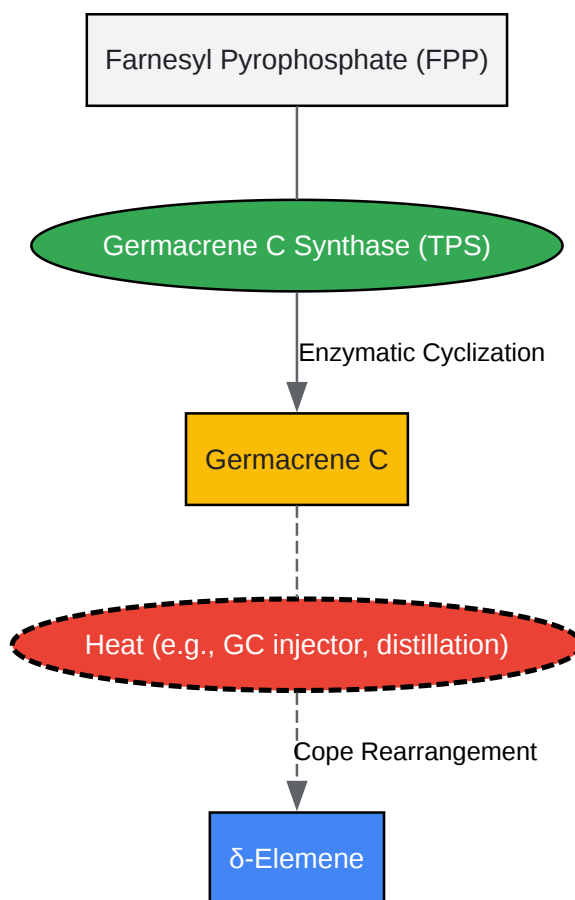 Farnesyl Pyrophosphate (FPP)
Germacrene C Synthase (TPS)
Enzymatic Cyclization
Germacrene C
Heat (e.g., GC injector, distillation)
Cope Rearrangement
δ-Elemene